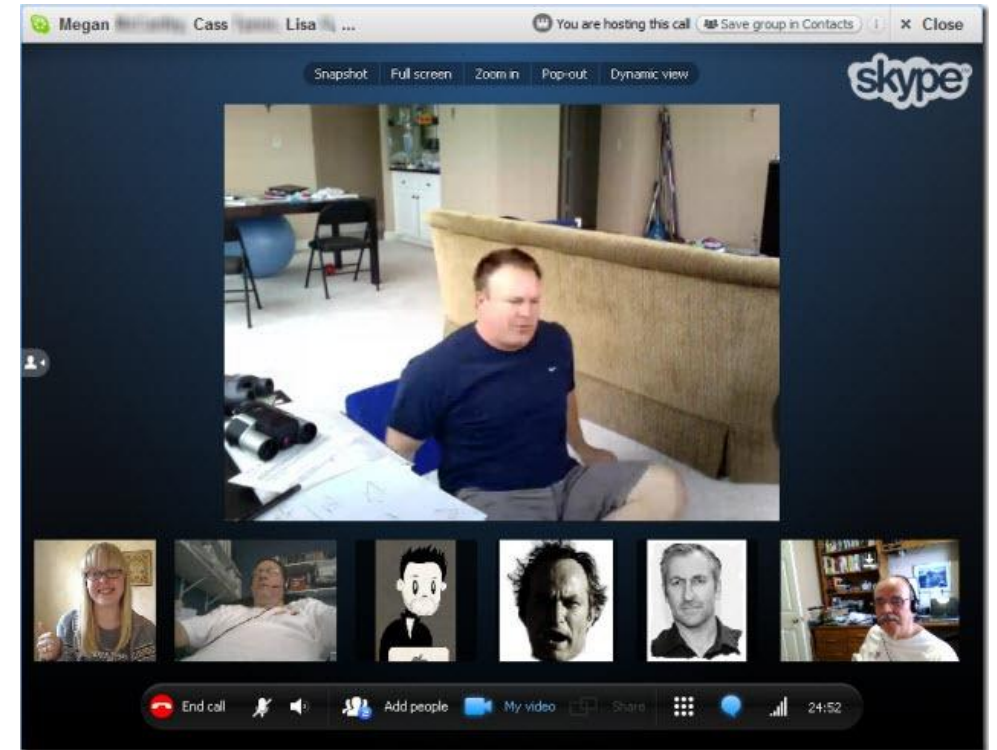 Megan Cass Lisa ... You are hosting this call Save group in Contacts × Close
Snapshot Full screen Zoom in Pop-out Dynamic view
skype
End call Add people My video Share 24:52